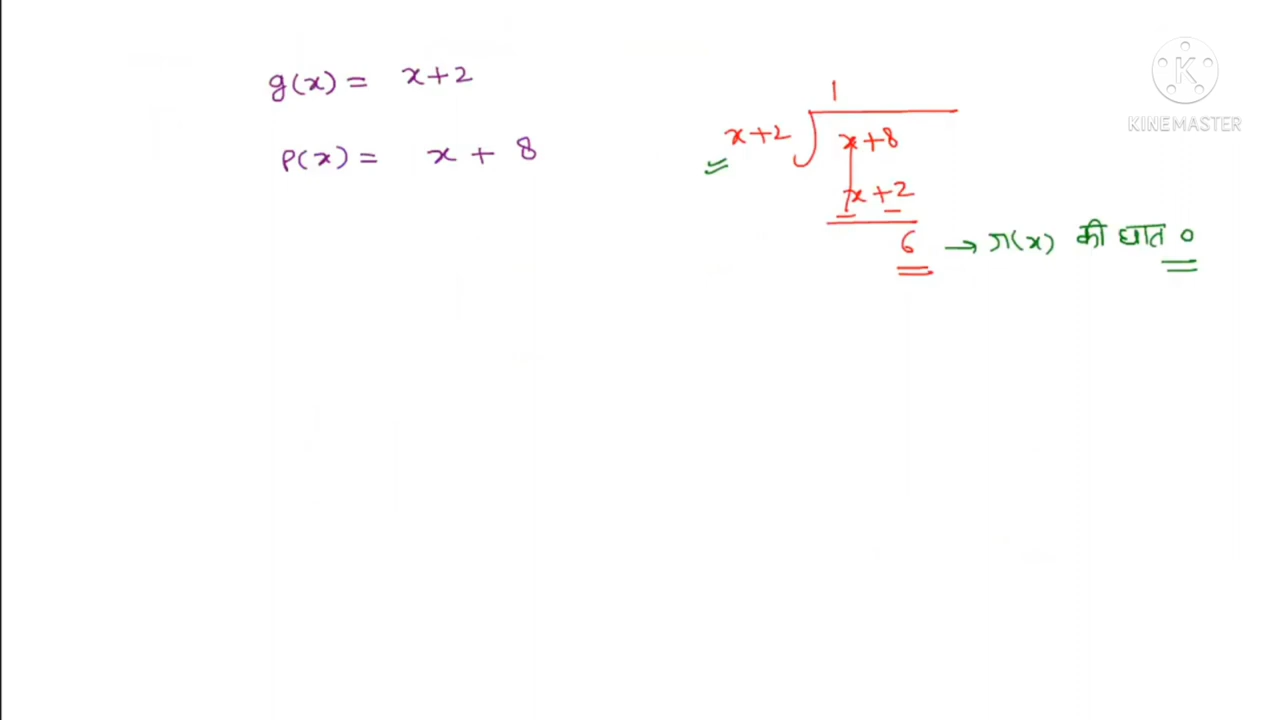 g(x) = x+2
p(x) = x + 8
1
x+2 x+8
x+2
6 → r(x) की घात 0
K
KINEMASTER